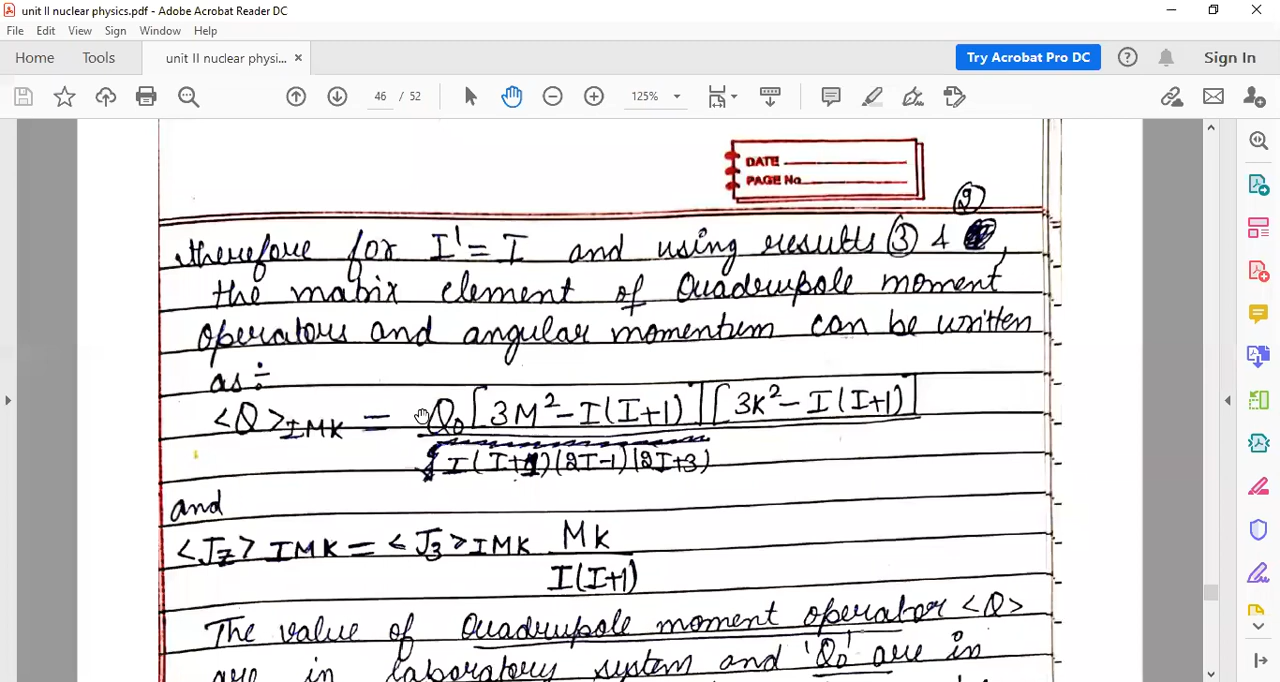 unit II nuclear physics.pdf - Adobe Acrobat Reader DC
File Edit View Sign Window Help
Home Tools unit II nuclear physi... × Try Acrobat Pro DC Sign In
46 / 52 125%
DATE
PAGE No.
②
therefore for I' = I and using results ③ &
the matrix element of Quadrupole moment
operators and angular momentum can be written
as÷
<Q>IMK = Q₀[3M² - I(I+1)][3K² - I(I+1)]
I(I+1)(2I-1)(2I+3)
and
<Jz>IMK = <J3>IMK MK
I(I+1)
The value of Quadrupole moment operator <Q>
are in laboratory system and 'Q₀' are in